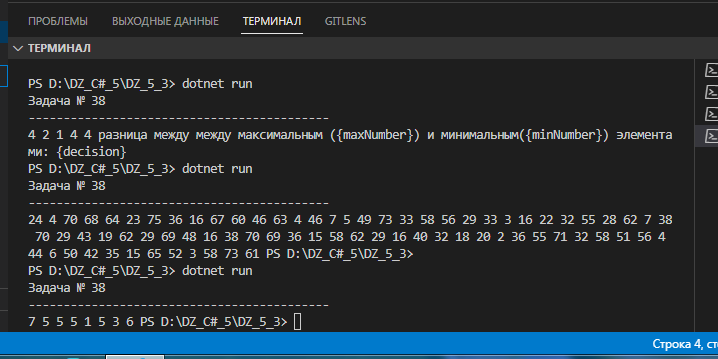 ПРОБЛЕМЫ ВЫХОДНЫЕ ДАННЫЕ ТЕРМИНАЛ GITLENS
ТЕРМИНАЛ
PS D:\DZ_C#_5\DZ_5_3> dotnet run
Задача № 38
-------------------------------------------
4 2 1 4 4 разница между между максимальным ({maxNumber}) и минимальным({minNumber}) элемента
ми: {decision}
PS D:\DZ_C#_5\DZ_5_3> dotnet run
Задача № 38
-------------------------------------------
24 4 70 68 64 23 75 36 16 67 60 46 63 4 46 7 5 49 73 33 58 56 29 33 3 16 22 32 55 28 62 7 38
70 29 43 19 62 29 69 48 16 38 70 69 36 15 58 62 29 16 40 32 18 20 2 36 55 71 32 58 51 56 4
44 6 50 42 35 15 65 52 3 58 73 61 PS D:\DZ_C#_5\DZ_5_3>
PS D:\DZ_C#_5\DZ_5_3> dotnet run
Задача № 38
-------------------------------------------
7 5 5 5 1 5 3 6 PS D:\DZ_C#_5\DZ_5_3>
Строка 4, ст